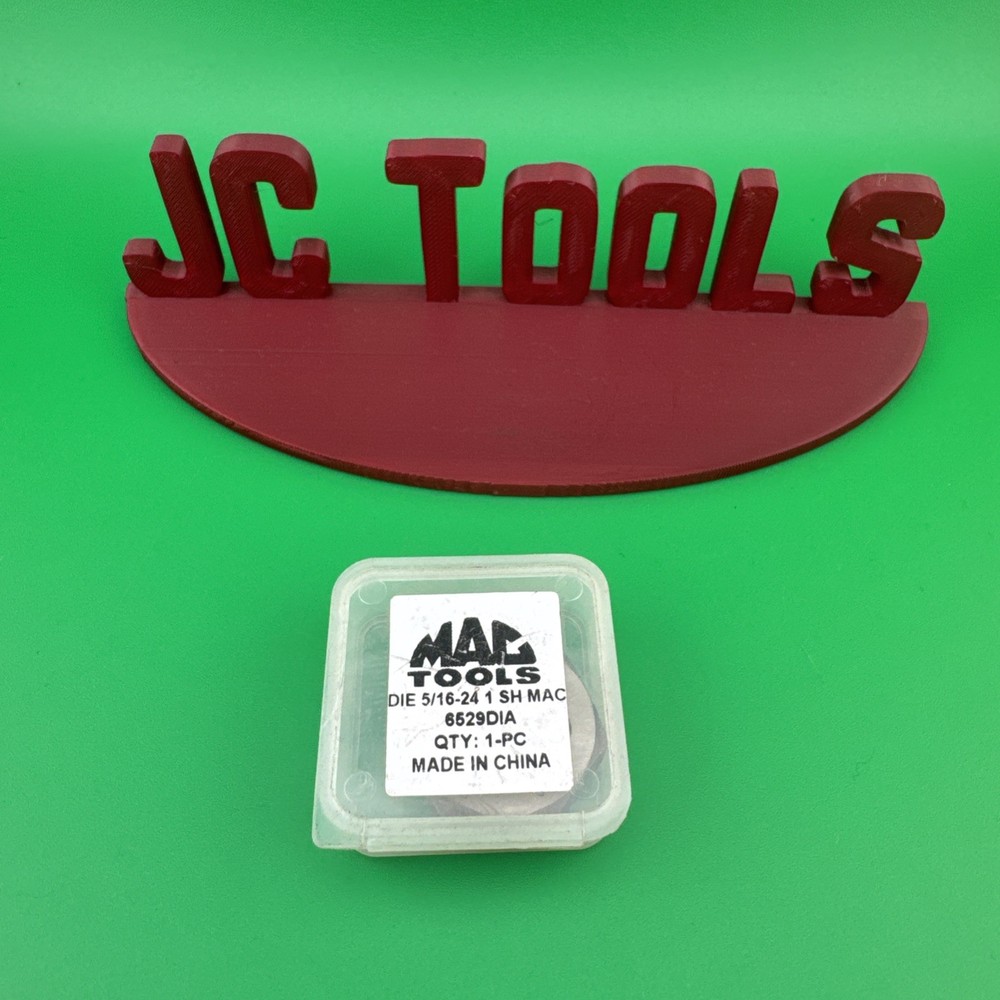 JC TOOLS
MAC
TOOLS
DIE 5/16-24 1 SH MAC
6529DIA
QTY: 1-PC
MADE IN CHINA